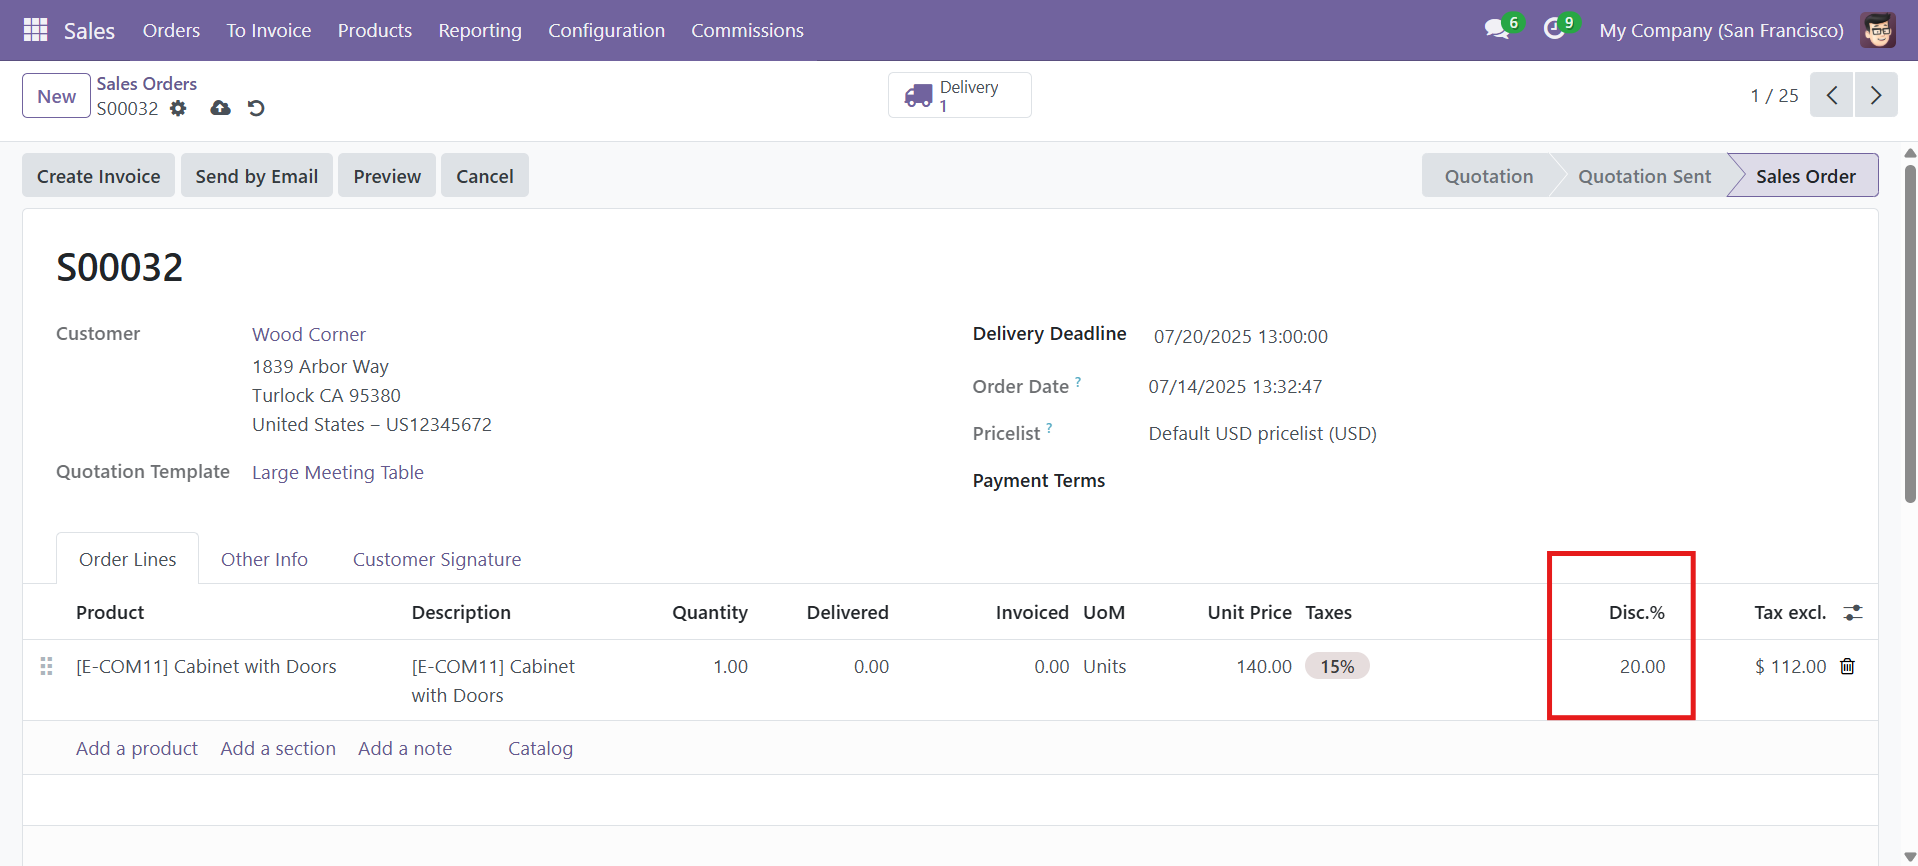 Sales Orders To Invoice Products Reporting Configuration Commissions 6 9 My Company (San Francisco)
New Sales Orders
S00032
Delivery
1
1 / 25
Create Invoice Send by Email Preview Cancel Quotation Quotation Sent Sales Order
S00032
Customer Wood Corner
1839 Arbor Way
Turlock CA 95380
United States – US12345672
Quotation Template Large Meeting Table
Delivery Deadline 07/20/2025 13:00:00
Order Date ? 07/14/2025 13:32:47
Pricelist ? Default USD pricelist (USD)
Payment Terms
Order Lines Other Info Customer Signature
Product Description Quantity Delivered Invoiced UoM Unit Price Taxes Disc.% Tax excl.
[E-COM11] Cabinet with Doors [E-COM11] Cabinet 1.00 0.00 0.00 Units 140.00 15% 20.00 $ 112.00
with Doors
Add a product Add a section Add a note Catalog